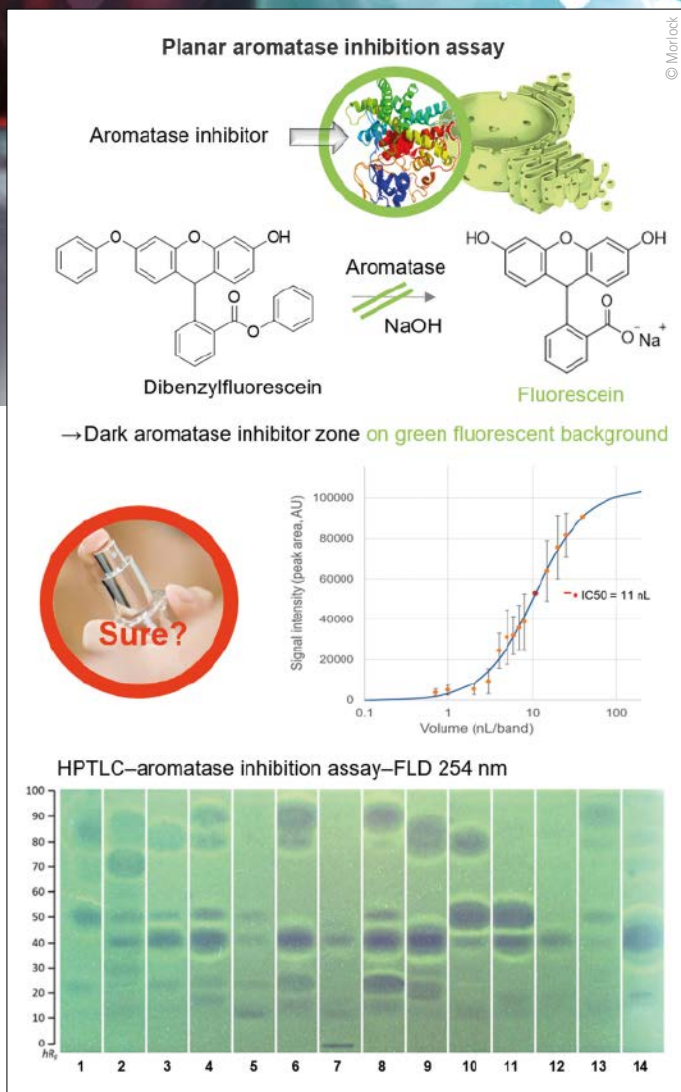 © Morlock
Planar aromatase inhibition assay
Aromatase inhibitor
O
OH
O
O
Dibenzylfluorescein
Aromatase
NaOH
HO
O
OH
O
O⁻ Na⁺
Fluorescein
→Dark aromatase inhibitor zone on green fluorescent background
Sure?
Signal intensity (peak area, AU)
100000
80000
60000
40000
20000
0
IC50 = 11 nL
0.1 1 10 100
Volume (nL/band)
HPTLC–aromatase inhibition assay–FLD 254 nm
100
90
80
70
60
50
40
30
20
10
0
hRF
1 2 3 4 5 6 7 8 9 10 11 12 13 14